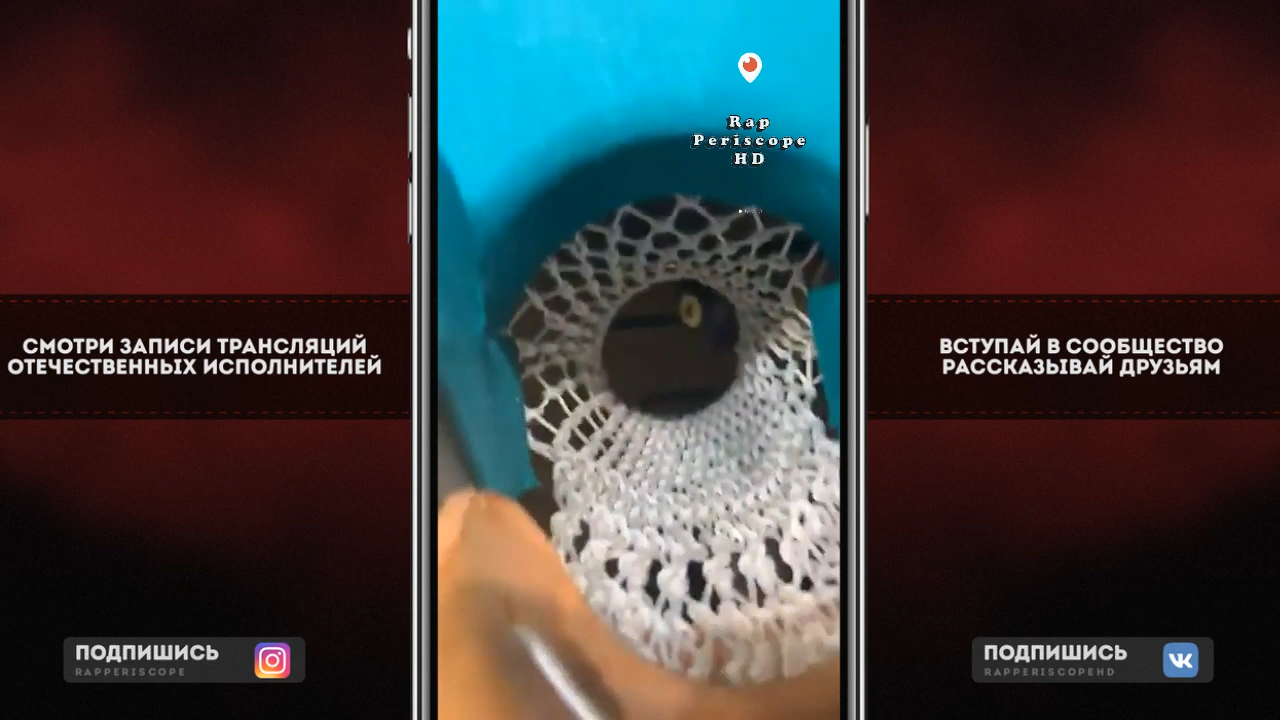 Rap
Periscope
HD
СМОТРИ ЗАПИСИ ТРАНСЛЯЦИЙ
ОТЕЧЕСТВЕННЫХ ИСПОЛНИТЕЛЕЙ
ВСТУПАЙ В СООБЩЕСТВО
РАССКАЗЫВАЙ ДРУЗЬЯМ
ПОДПИШИСЬ
RAPPERISCOPE
ПОДПИШИСЬ
RAPPERISCOPEHD